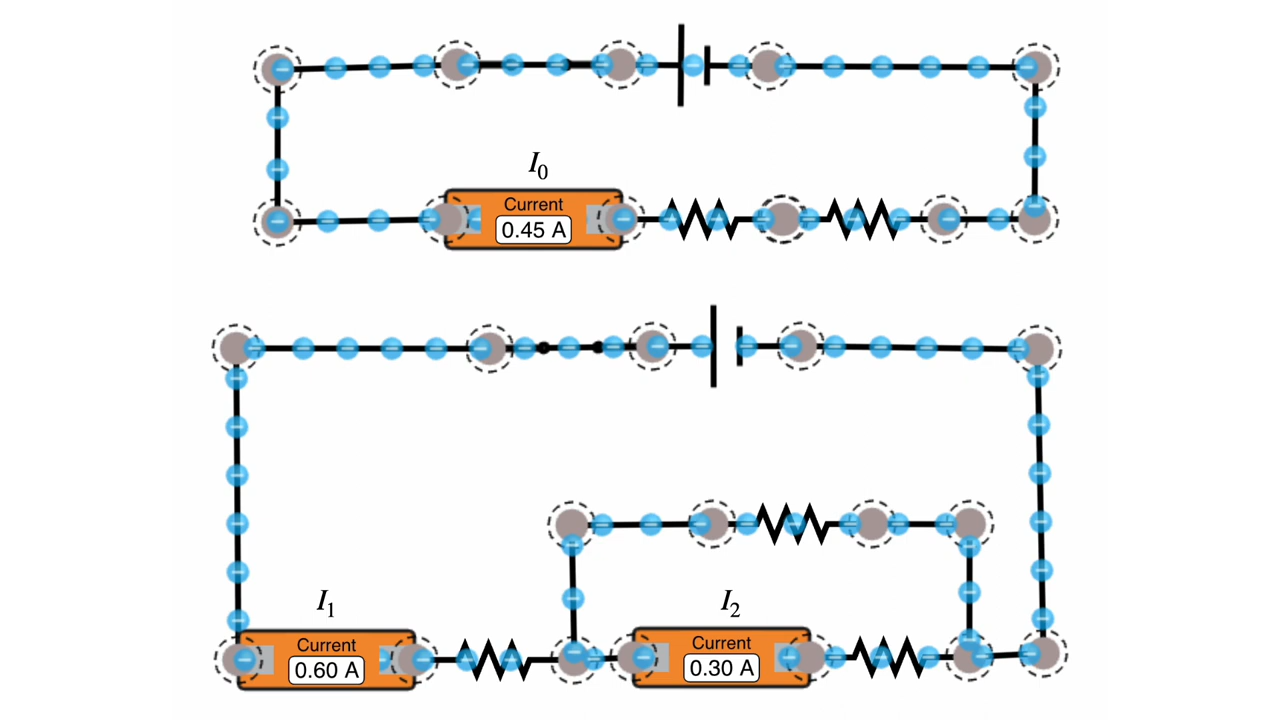 I₀
Current
0.45 A
I₁
I₂
Current
0.60 A
Current
0.30 A